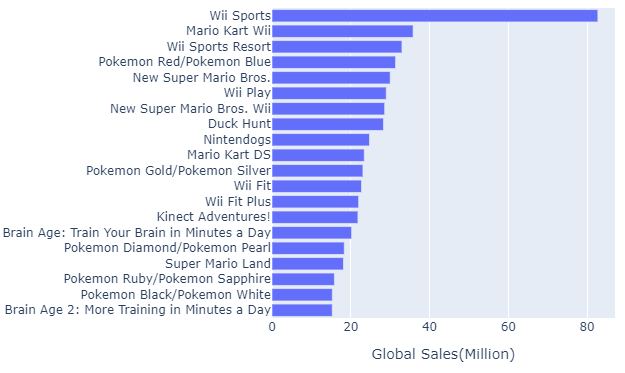 Wii Sports
Mario Kart Wii
Wii Sports Resort
Pokemon Red/Pokemon Blue
New Super Mario Bros.
Wii Play
New Super Mario Bros. Wii
Duck Hunt
Nintendogs
Mario Kart DS
Pokemon Gold/Pokemon Silver
Wii Fit
Wii Fit Plus
Kinect Adventures!
Brain Age: Train Your Brain in Minutes a Day
Pokemon Diamond/Pokemon Pearl
Super Mario Land
Pokemon Ruby/Pokemon Sapphire
Pokemon Black/Pokemon White
Brain Age 2: More Training in Minutes a Day
0 20 40 60 80
Global Sales(Million)